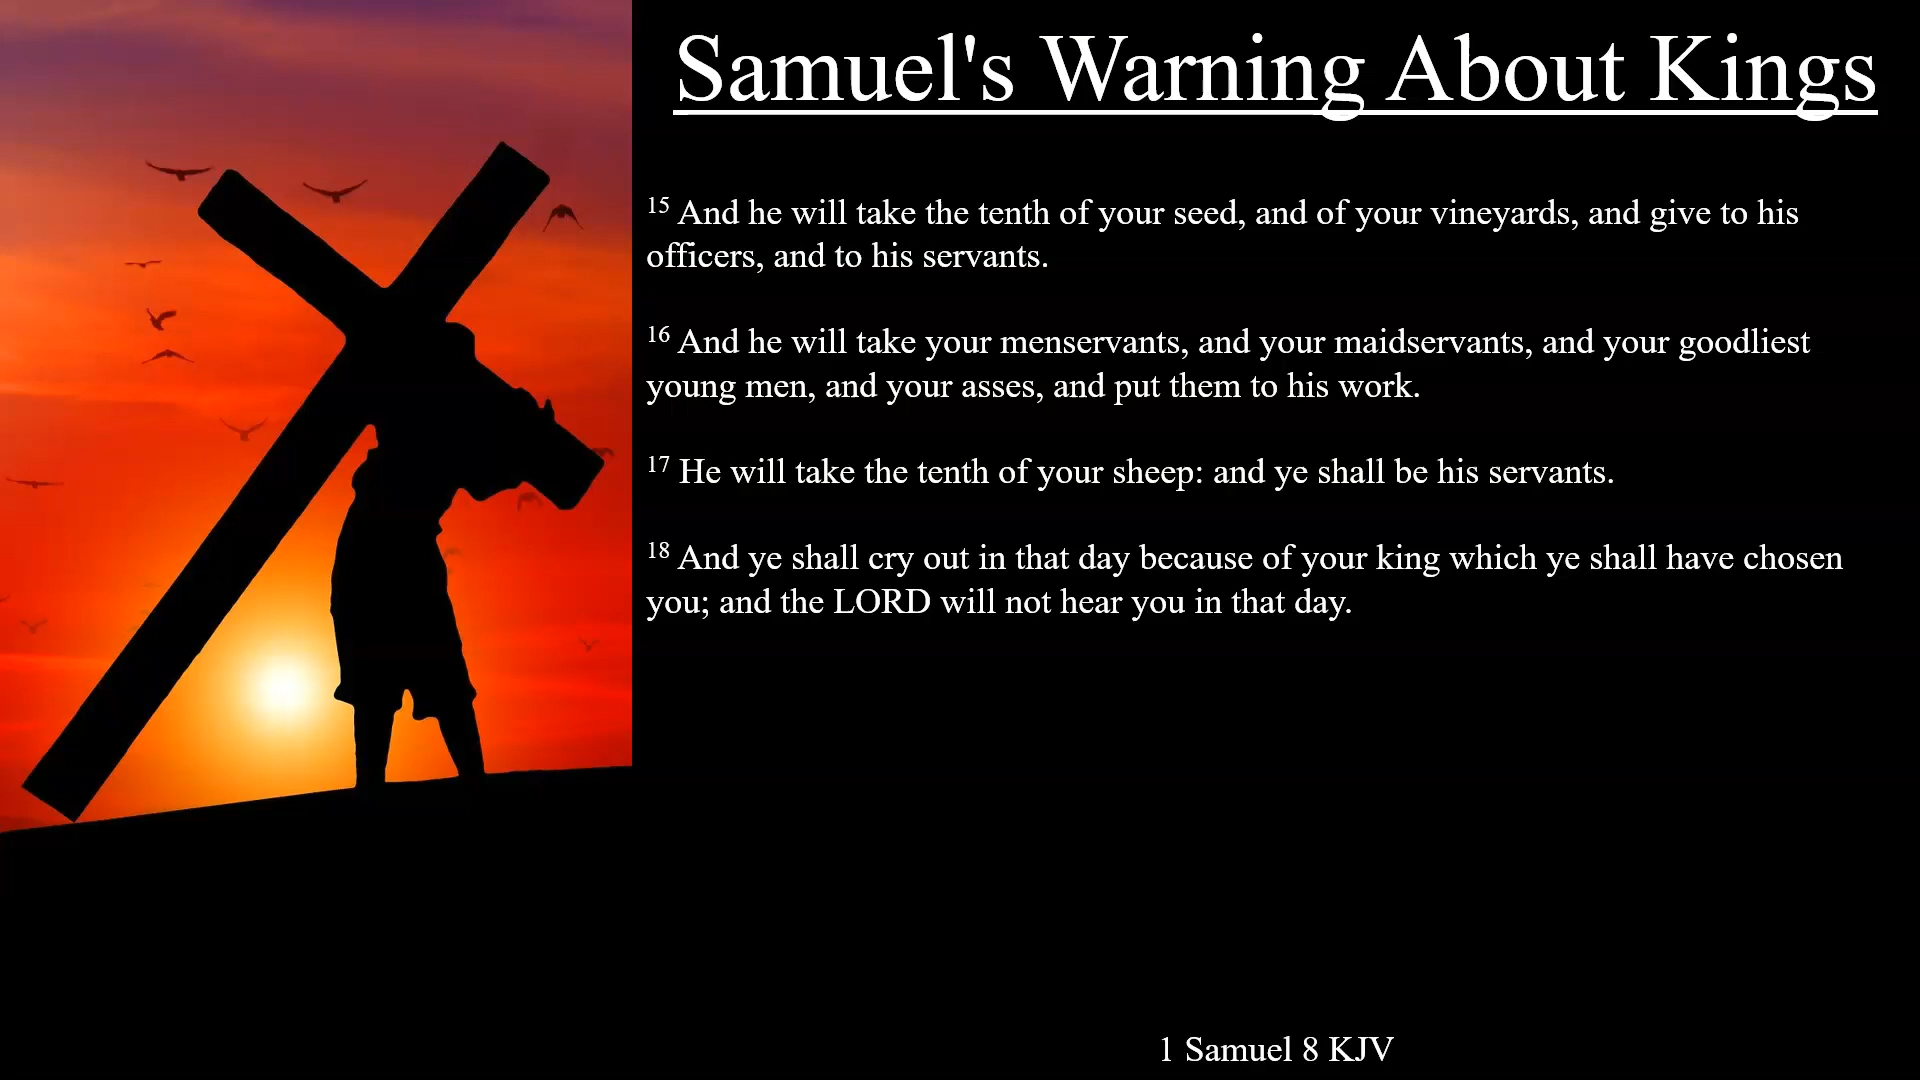 Samuel's Warning About Kings
15 And he will take the tenth of your seed, and of your vineyards, and give to his
officers, and to his servants.
16 And he will take your menservants, and your maidservants, and your goodliest
young men, and your asses, and put them to his work.
17 He will take the tenth of your sheep: and ye shall be his servants.
18 And ye shall cry out in that day because of your king which ye shall have chosen
you; and the LORD will not hear you in that day.
1 Samuel 8 KJV